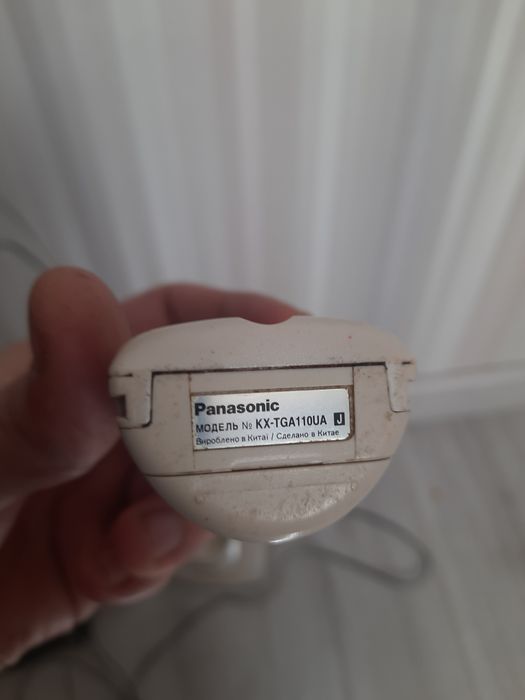 Panasonic
МОДЕЛЬ № KX-TGA110UA J
Вироблено в Китаї / Сделано в Китае